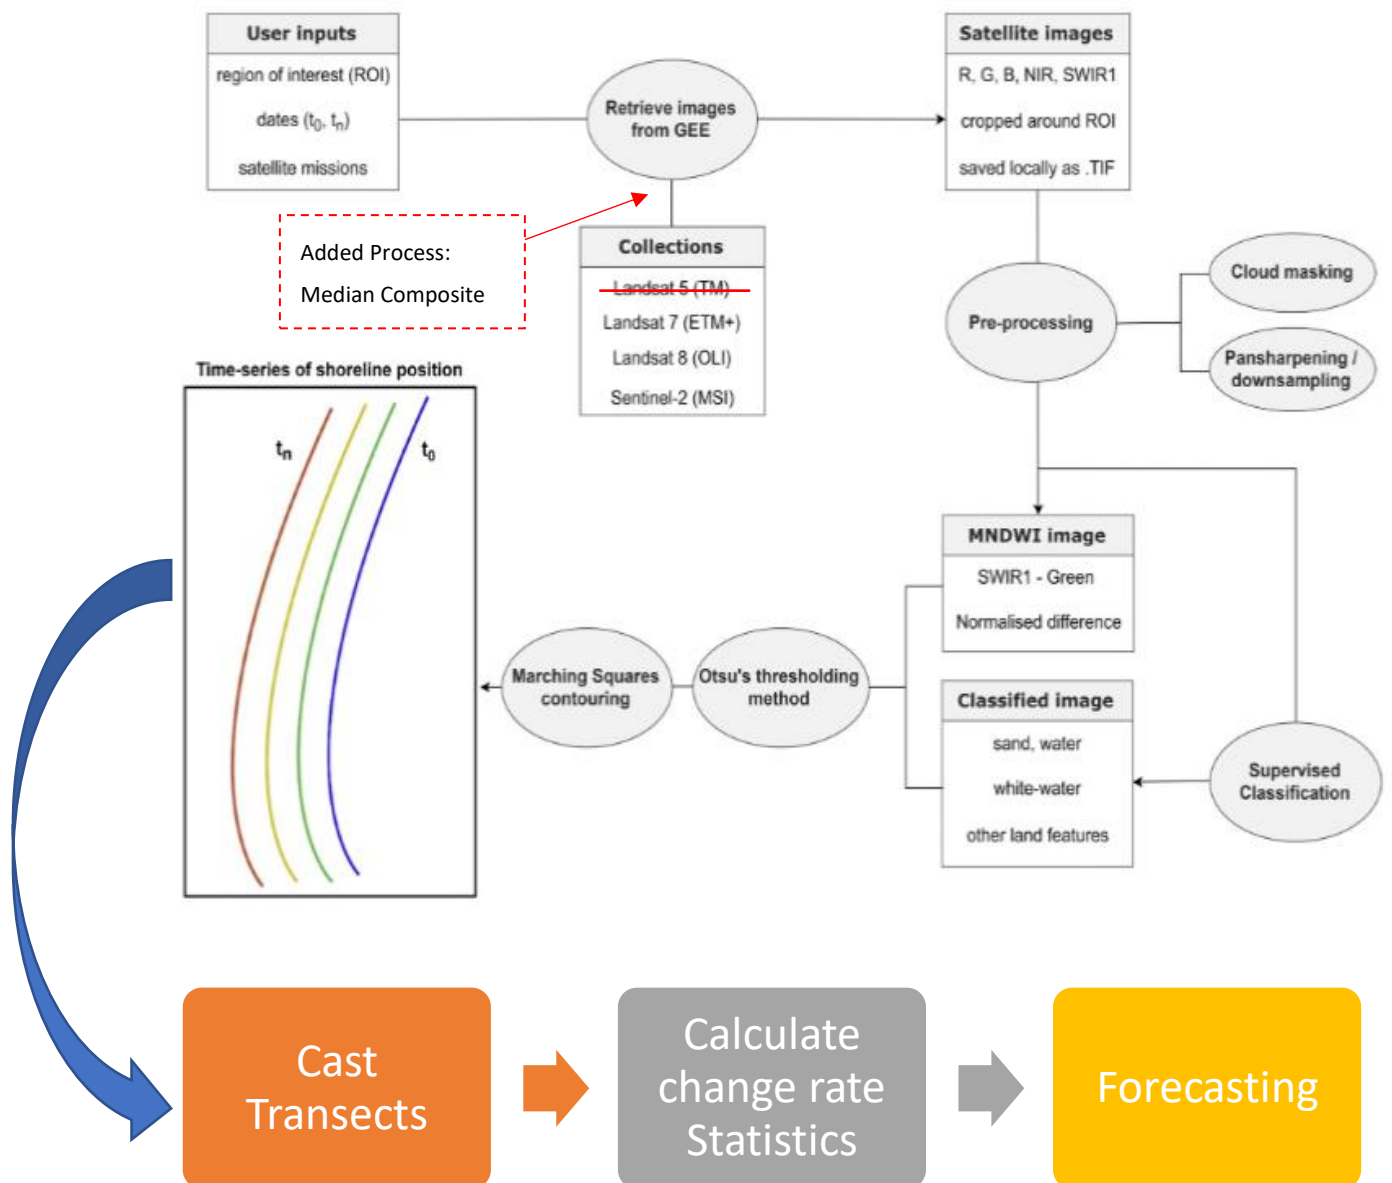 User inputs
region of interest (ROI)
dates (t0, tn)
satellite missions
Retrieve images
from GEE
Satellite images
R, G, B, NIR, SWIR1
cropped around ROI
saved locally as .TIF
Added Process:
Median Composite
Collections
Landsat 5 (TM)
Landsat 7 (ETM+)
Landsat 8 (OLI)
Sentinel-2 (MSI)
Pre-processing
Cloud masking
Pansharpening /
downsampling
Time-series of shoreline position
tn
t0
MNDWI image
SWIR1 - Green
Normalised difference
Marching Squares
contouring
Otsu's thresholding
method
Classified image
sand, water
white-water
other land features
Supervised
Classification
Cast
Transects
Calculate
change rate
Statistics
Forecasting